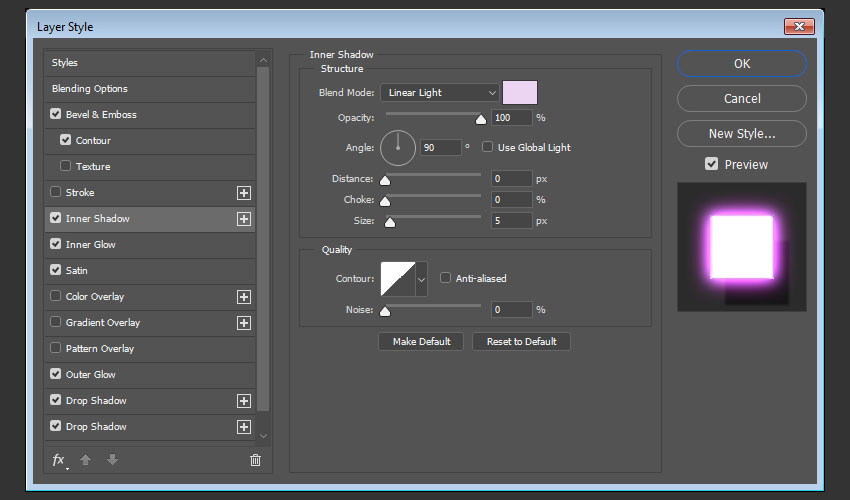 Layer Style
Styles
Blending Options
Bevel & Emboss
Contour
Texture
Stroke
Inner Shadow
Inner Glow
Satin
Color Overlay
Gradient Overlay
Pattern Overlay
Outer Glow
Drop Shadow
Drop Shadow
fx
Inner Shadow
Structure
Blend Mode: Linear Light
Opacity: 100 %
Angle: 90 ° Use Global Light
Distance: 0 px
Choke: 0 %
Size: 5 px
Quality
Contour: Anti-aliased
Noise: 0 %
Make Default Reset to Default
OK
Cancel
New Style...
Preview